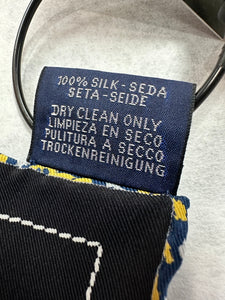 100% SILK-SEDA
SETA-SEIDE
DRY CLEAN ONLY
LIMPIEZA EN SECO
PULITURA A SECCO
TROCKENREINIGUNG